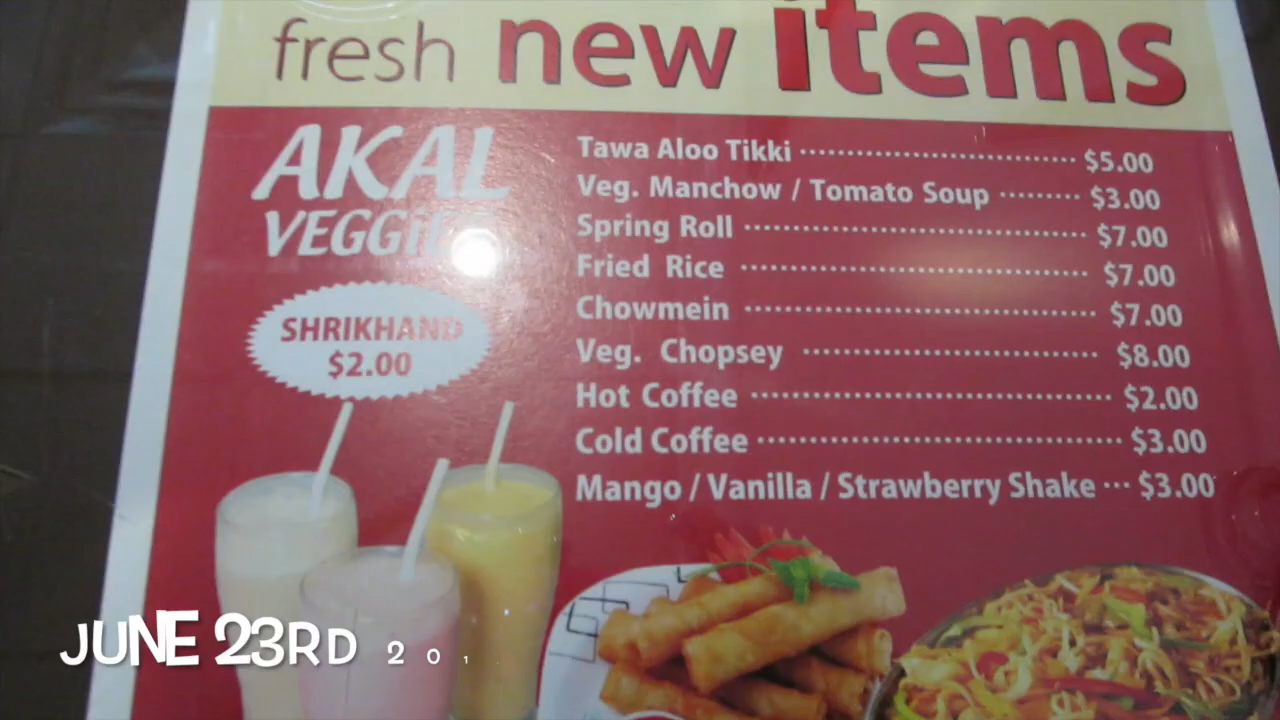 fresh new items
AKAL
Tawa Aloo Tikki $5.00
Veg. Manchow / Tomato Soup $3.00
Spring Roll $7.00
Fried Rice $7.00
Chowmein $7.00
Veg. Chopsey $8.00
Hot Coffee $2.00
Cold Coffee $3.00
Mango / Vanilla / Strawberry Shake $3.00
SHRIKHAND
$2.00
JUNE 23RD